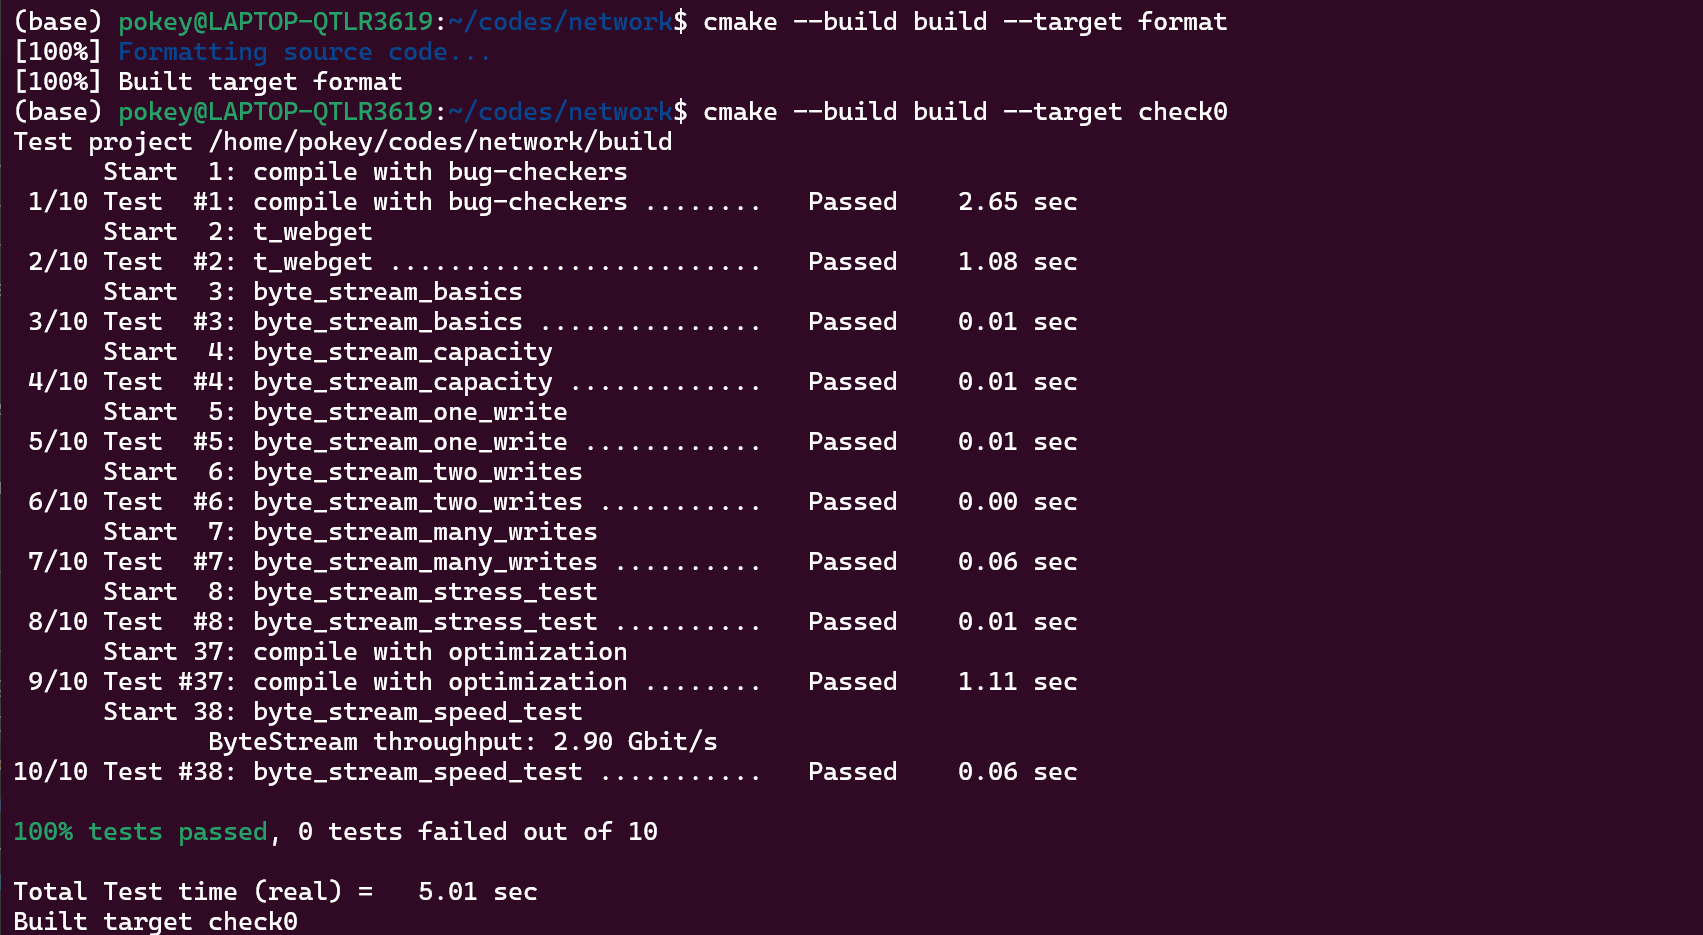 (base) pokey@LAPTOP-QTLR3619:~/codes/network$ cmake --build build --target format
[100%] Formatting source code...
[100%] Built target format
(base) pokey@LAPTOP-QTLR3619:~/codes/network$ cmake --build build --target check0
Test project /home/pokey/codes/network/build
      Start  1: compile with bug-checkers
 1/10 Test  #1: compile with bug-checkers ........   Passed    2.65 sec
      Start  2: t_webget
 2/10 Test  #2: t_webget .........................   Passed    1.08 sec
      Start  3: byte_stream_basics
 3/10 Test  #3: byte_stream_basics ...............   Passed    0.01 sec
      Start  4: byte_stream_capacity
 4/10 Test  #4: byte_stream_capacity .............   Passed    0.01 sec
      Start  5: byte_stream_one_write
 5/10 Test  #5: byte_stream_one_write ............   Passed    0.01 sec
      Start  6: byte_stream_two_writes
 6/10 Test  #6: byte_stream_two_writes ...........   Passed    0.00 sec
      Start  7: byte_stream_many_writes
 7/10 Test  #7: byte_stream_many_writes ..........   Passed    0.06 sec
      Start  8: byte_stream_stress_test
 8/10 Test  #8: byte_stream_stress_test ..........   Passed    0.01 sec
      Start 37: compile with optimization
 9/10 Test #37: compile with optimization ........   Passed    1.11 sec
      Start 38: byte_stream_speed_test
             ByteStream throughput: 2.90 Gbit/s
10/10 Test #38: byte_stream_speed_test ...........   Passed    0.06 sec

100% tests passed, 0 tests failed out of 10

Total Test time (real) =   5.01 sec
Built target check0